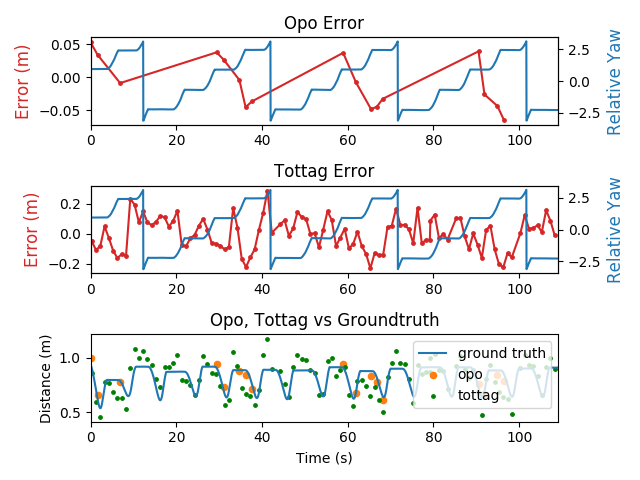 Opo Error
Error (m)
0.05
0.00
−0.05
2.5
0.0
−2.5
Relative Yaw
0 20 40 60 80 100
Tottag Error
Error (m)
0.2
0.0
−0.2
2.5
0.0
−2.5
Relative Yaw
0 20 40 60 80 100
Opo, Tottag vs Groundtruth
Distance (m)
1.0
0.5
ground truth
opo
tottag
0 20 40 60 80 100
Time (s)